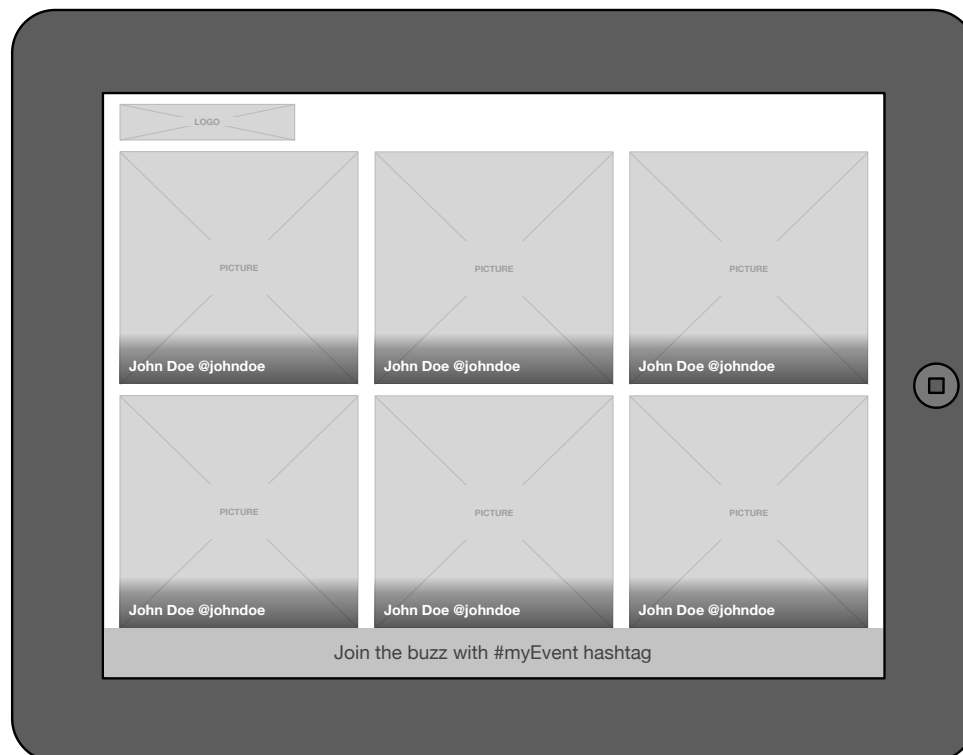 LOGO
PICTURE
PICTURE
PICTURE
John Doe @johndoe
John Doe @johndoe
John Doe @johndoe
PICTURE
PICTURE
PICTURE
John Doe @johndoe
John Doe @johndoe
John Doe @johndoe
Join the buzz with #myEvent hashtag